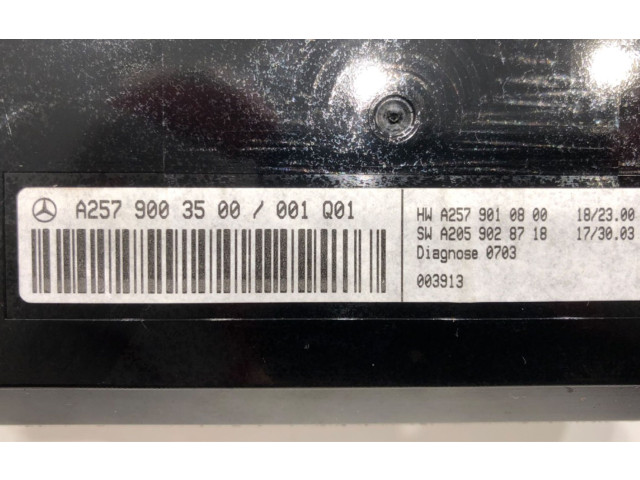 A257 900 35 00 / 001 Q01
HW A257 901 08 00 18/23.00
SW A205 902 87 18 17/30.03
Diagnose 0703
003913